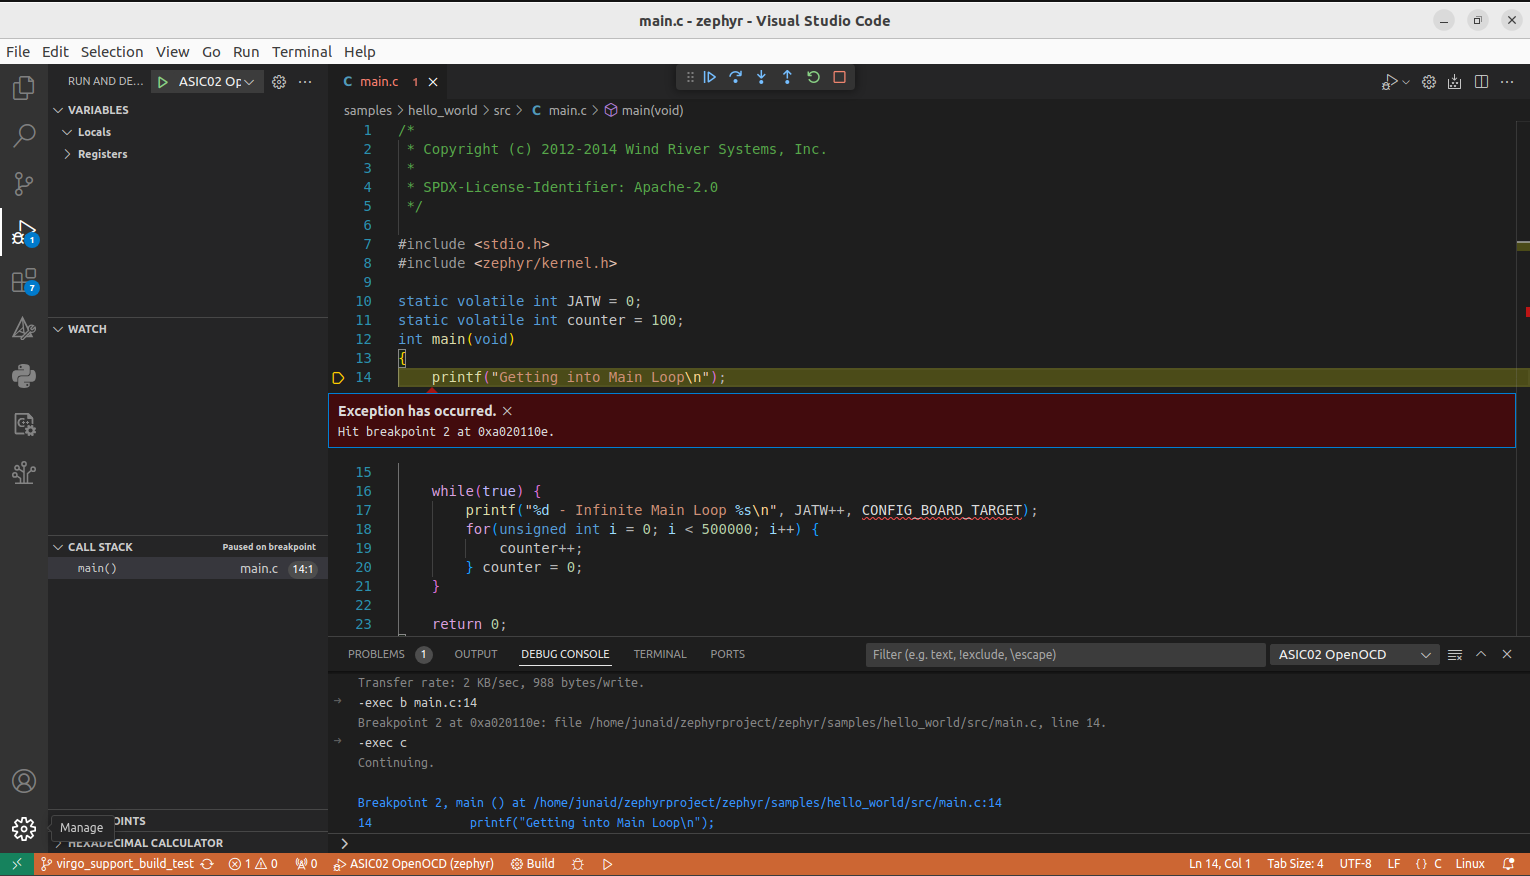 main.c - zephyr - Visual Studio Code
File Edit Selection View Go Run Terminal Help
RUN AND DE... ASIC02 Op
VARIABLES
Locals
Registers
WATCH
CALL STACK Paused on breakpoint
main() main.c 14:1
POINTS
HEXADECIMAL CALCULATOR
Manage
1
7
C main.c 1
samples > hello_world > src > C main.c > main(void)
1 /*
2 * Copyright (c) 2012-2014 Wind River Systems, Inc.
3 *
4 * SPDX-License-Identifier: Apache-2.0
5 */
6
7 #include <stdio.h>
8 #include <zephyr/kernel.h>
9
10 static volatile int JATW = 0;
11 static volatile int counter = 100;
12 int main(void)
13 {
14 printf("Getting into Main Loop\n");
Exception has occurred.
Hit breakpoint 2 at 0xa020110e.
15
16 while(true) {
17 printf("%d - Infinite Main Loop %s\n", JATW++, CONFIG_BOARD_TARGET);
18 for(unsigned int i = 0; i < 500000; i++) {
19 counter++;
20 } counter = 0;
21 }
22
23 return 0;
PROBLEMS 1 OUTPUT DEBUG CONSOLE TERMINAL PORTS Filter (e.g. text, !exclude, \escape) ASIC02 OpenOCD
Transfer rate: 2 KB/sec, 988 bytes/write.
-exec b main.c:14
Breakpoint 2 at 0xa020110e: file /home/junaid/zephyrproject/zephyr/samples/hello_world/src/main.c, line 14.
-exec c
Continuing.
Breakpoint 2, main () at /home/junaid/zephyrproject/zephyr/samples/hello_world/src/main.c:14
14 printf("Getting into Main Loop\n");
virgo_support_build_test 1 0 0 ASIC02 OpenOCD (zephyr) Build Ln 14, Col 1 Tab Size: 4 UTF-8 LF {} C Linux